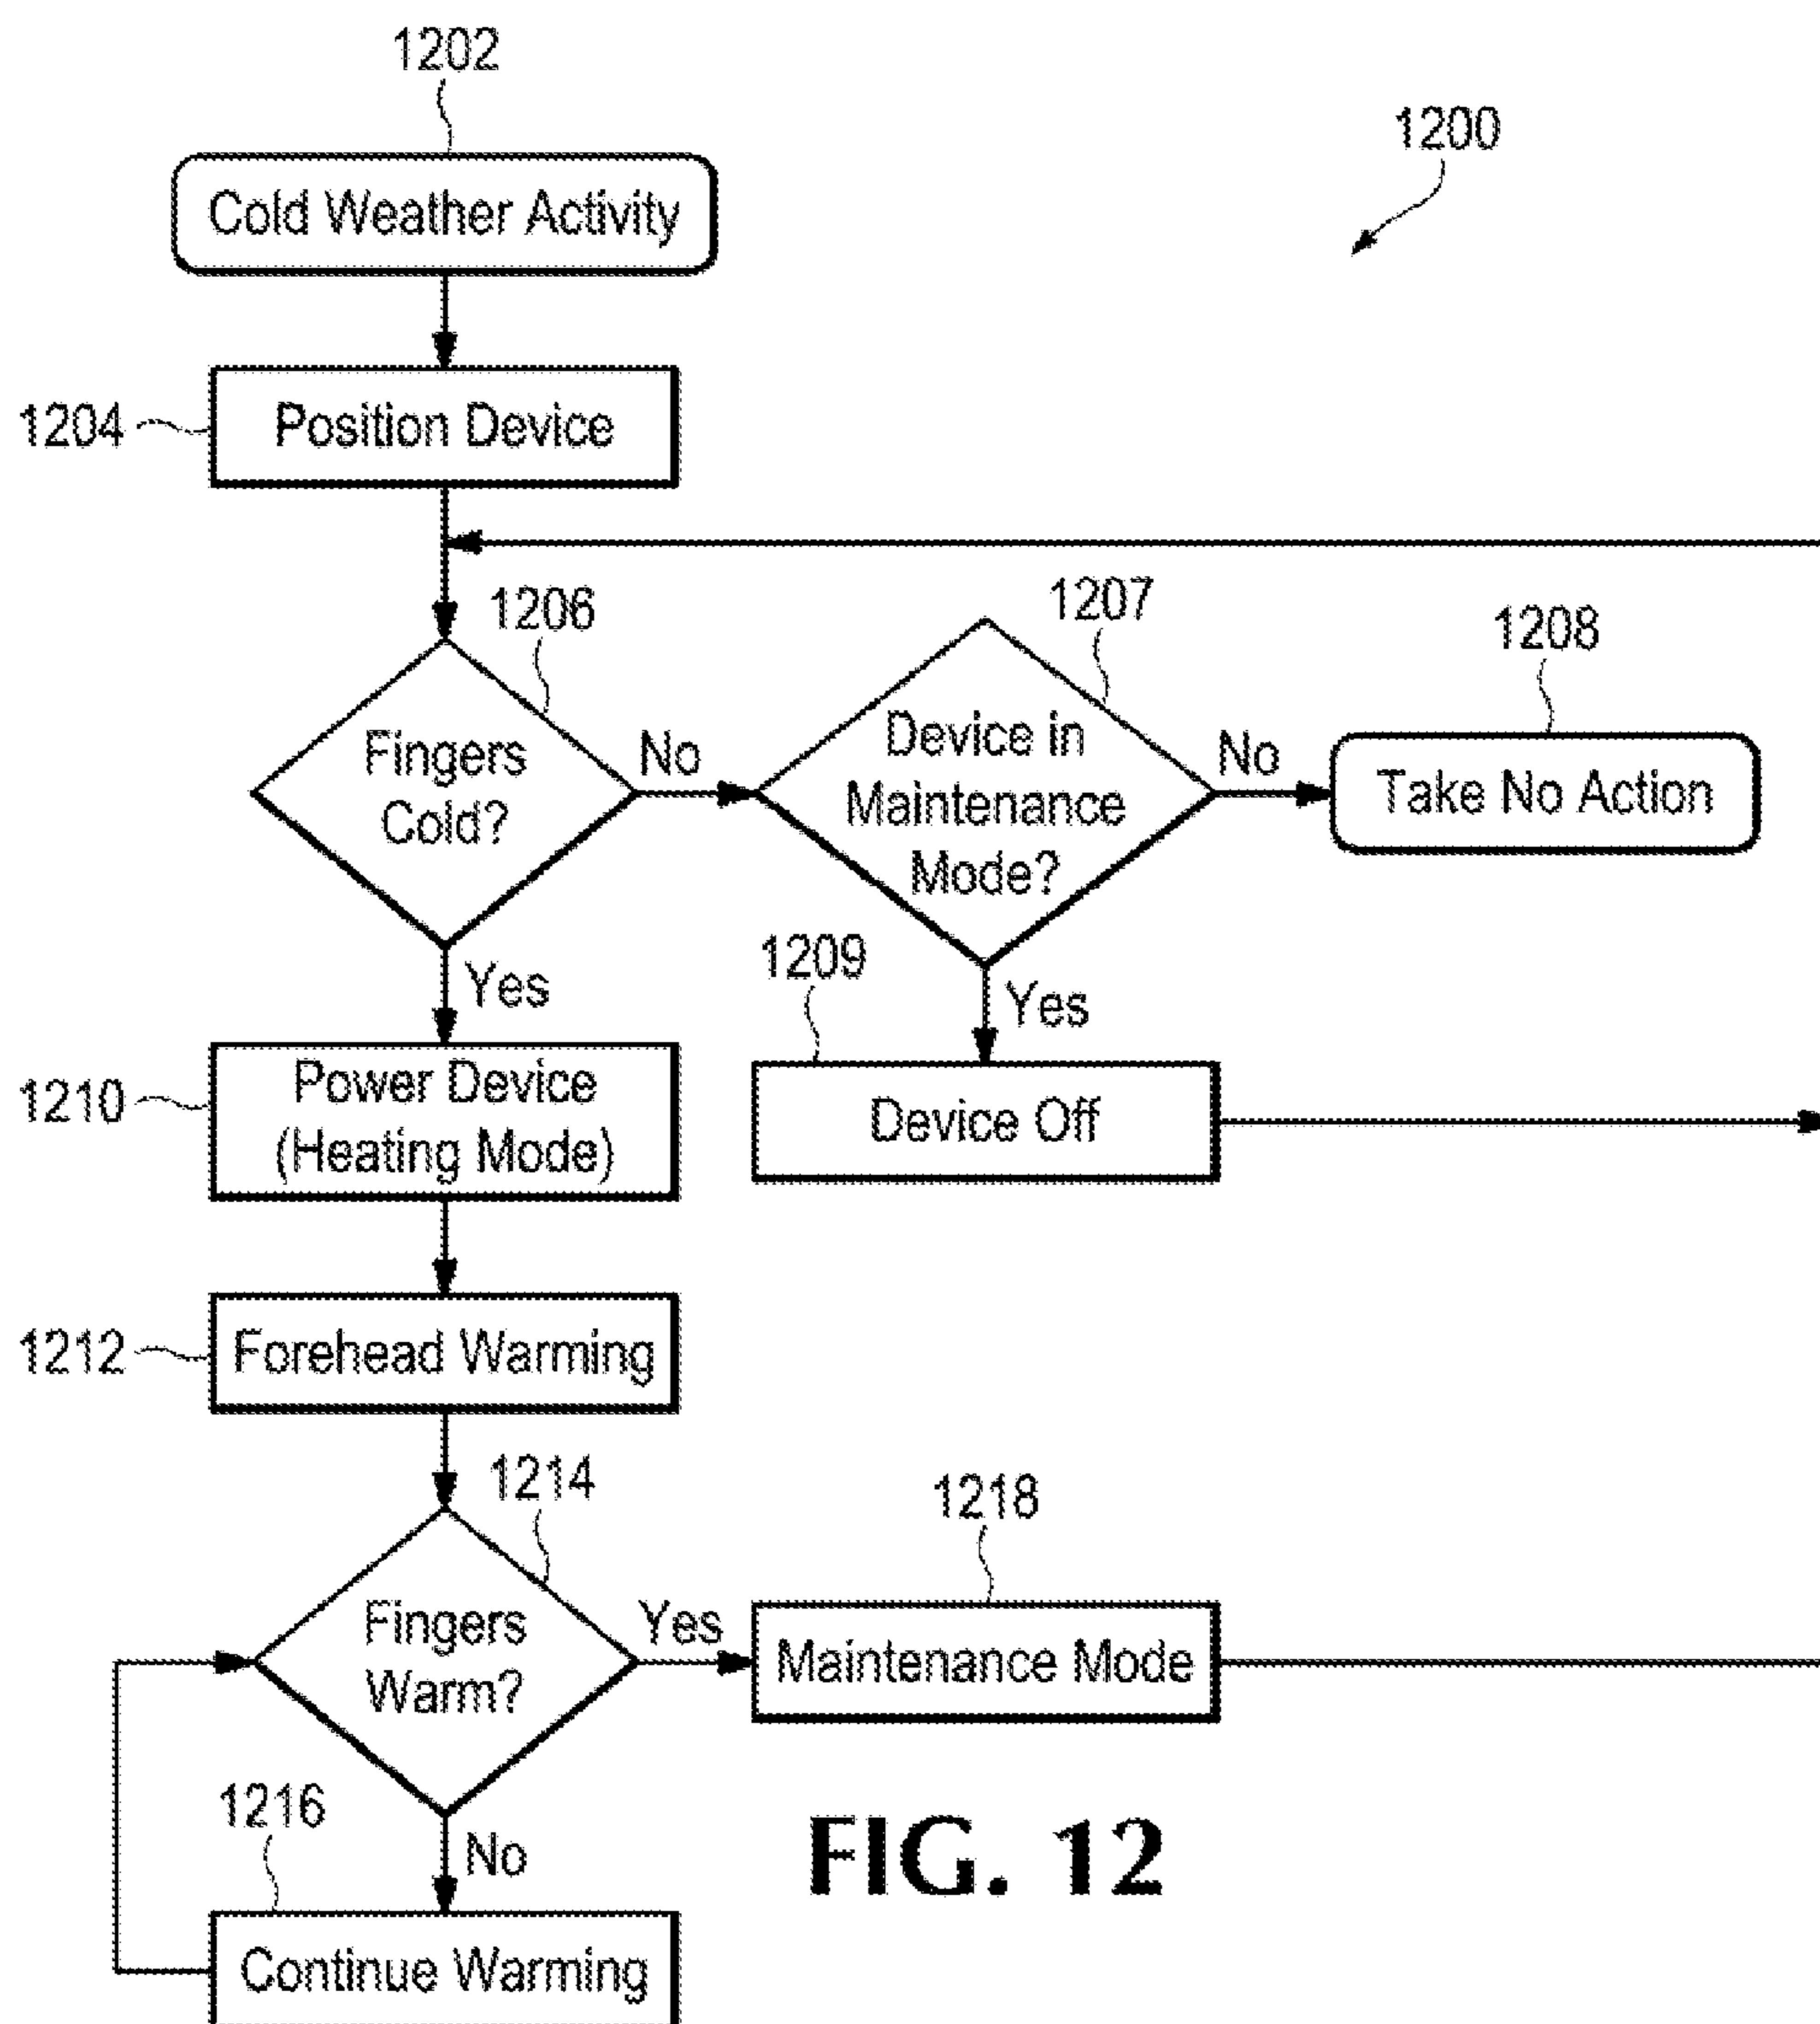 1202
1200
Cold Weather Activity
1204
Position Device
1206
1207
1208
Fingers
Cold?
No
Device in
Maintenance
Mode?
No
Take No Action
Yes
1209
Yes
1210
Power Device
(Heating Mode)
Device Off
1212
Forehead Warming
1214
1218
Fingers
Warm?
Yes
Maintenance Mode
1216
No
FIG. 12
Continue Warming